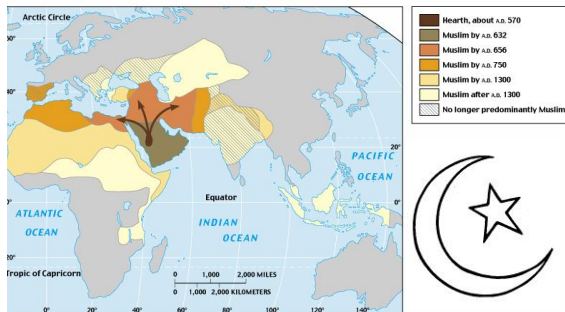 Arctic Circle
60°
40°
20°
0°
20°
Equator
ATLANTIC
OCEAN
INDIAN
OCEAN
PACIFIC
OCEAN
Tropic of Capricorn
0 1,000 2,000 MILES
0 1,000 2,000 KILOMETERS
20° 0° 20° 40° 60° 80° 100° 120° 140°
Hearth, about A.D. 570
Muslim by A.D. 632
Muslim by A.D. 656
Muslim by A.D. 750
Muslim by A.D. 1300
Muslim after A.D. 1300
No longer predominantly Muslim